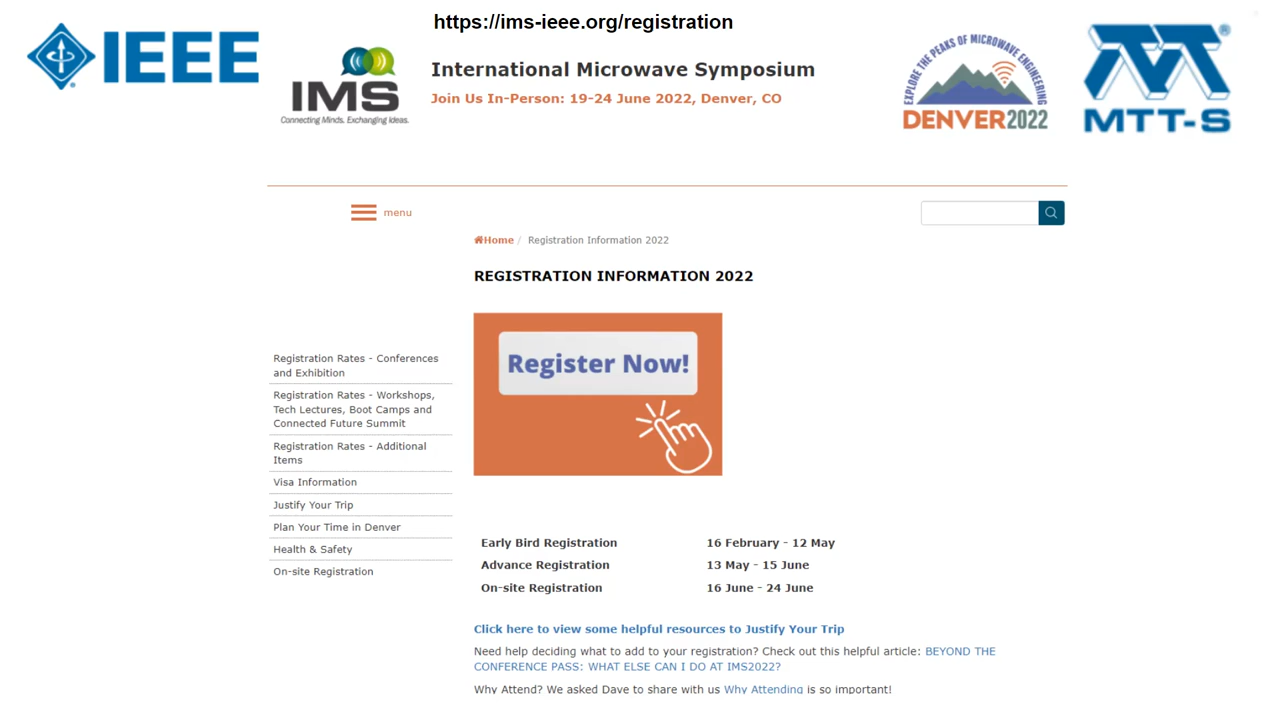 https://ims-ieee.org/registration
IEEE
IMS
Connecting Minds. Exchanging Ideas.
International Microwave Symposium
Join Us In-Person: 19-24 June 2022, Denver, CO
EXPLORE THE PEAKS OF MICROWAVE ENGINEERING
DENVER2022
MTT-S
menu
Home / Registration Information 2022
REGISTRATION INFORMATION 2022
Register Now!
Registration Rates - Conferences
and Exhibition
Registration Rates - Workshops,
Tech Lectures, Boot Camps and
Connected Future Summit
Registration Rates - Additional
Items
Visa Information
Justify Your Trip
Plan Your Time in Denver
Health & Safety
On-site Registration
Early Bird Registration 16 February - 12 May
Advance Registration 13 May - 15 June
On-site Registration 16 June - 24 June
Click here to view some helpful resources to Justify Your Trip
Need help deciding what to add to your registration? Check out this helpful article: BEYOND THE
CONFERENCE PASS: WHAT ELSE CAN I DO AT IMS2022?
Why Attend? We asked Dave to share with us Why Attending is so important!